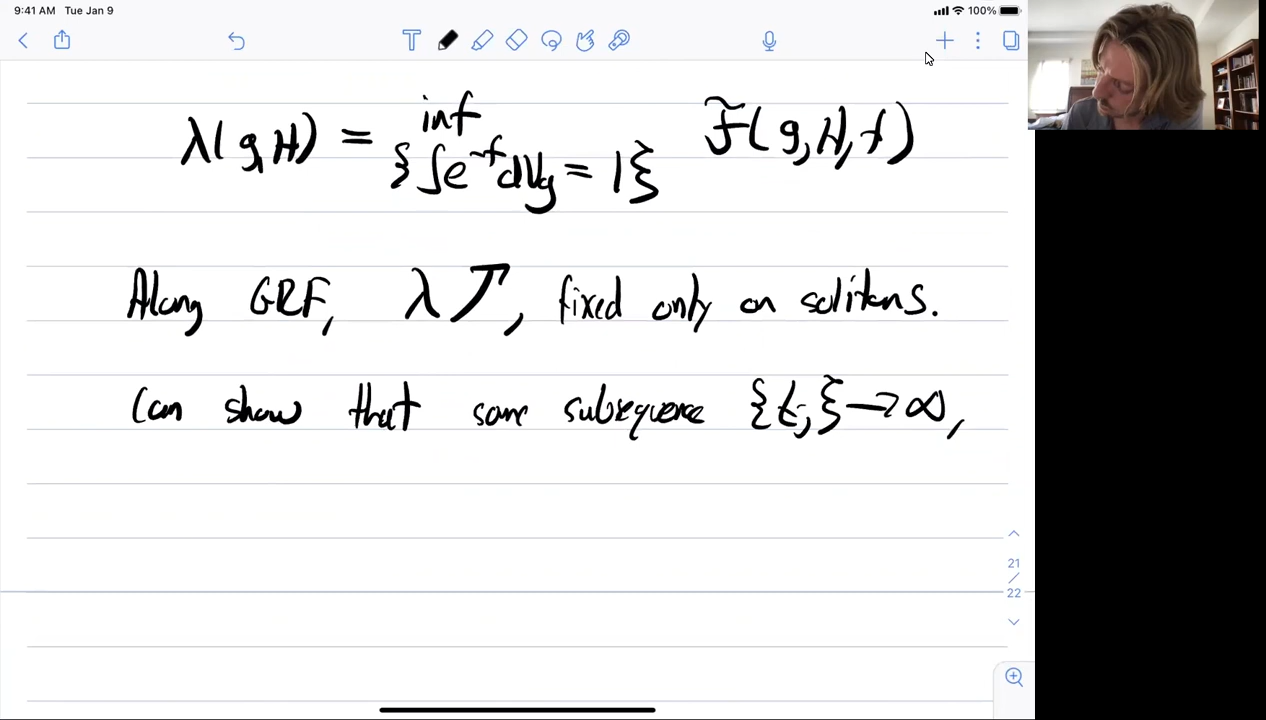 9:41 AM Tue Jan 9
100%
λ(g,H) = inf F̃(g,H,f)
{∫e^{-f}dV_g = 1}
Along GRF, λ↗, fixed only on solitons.
Can show that some subsequence {t_j}→∞,
21
/
22